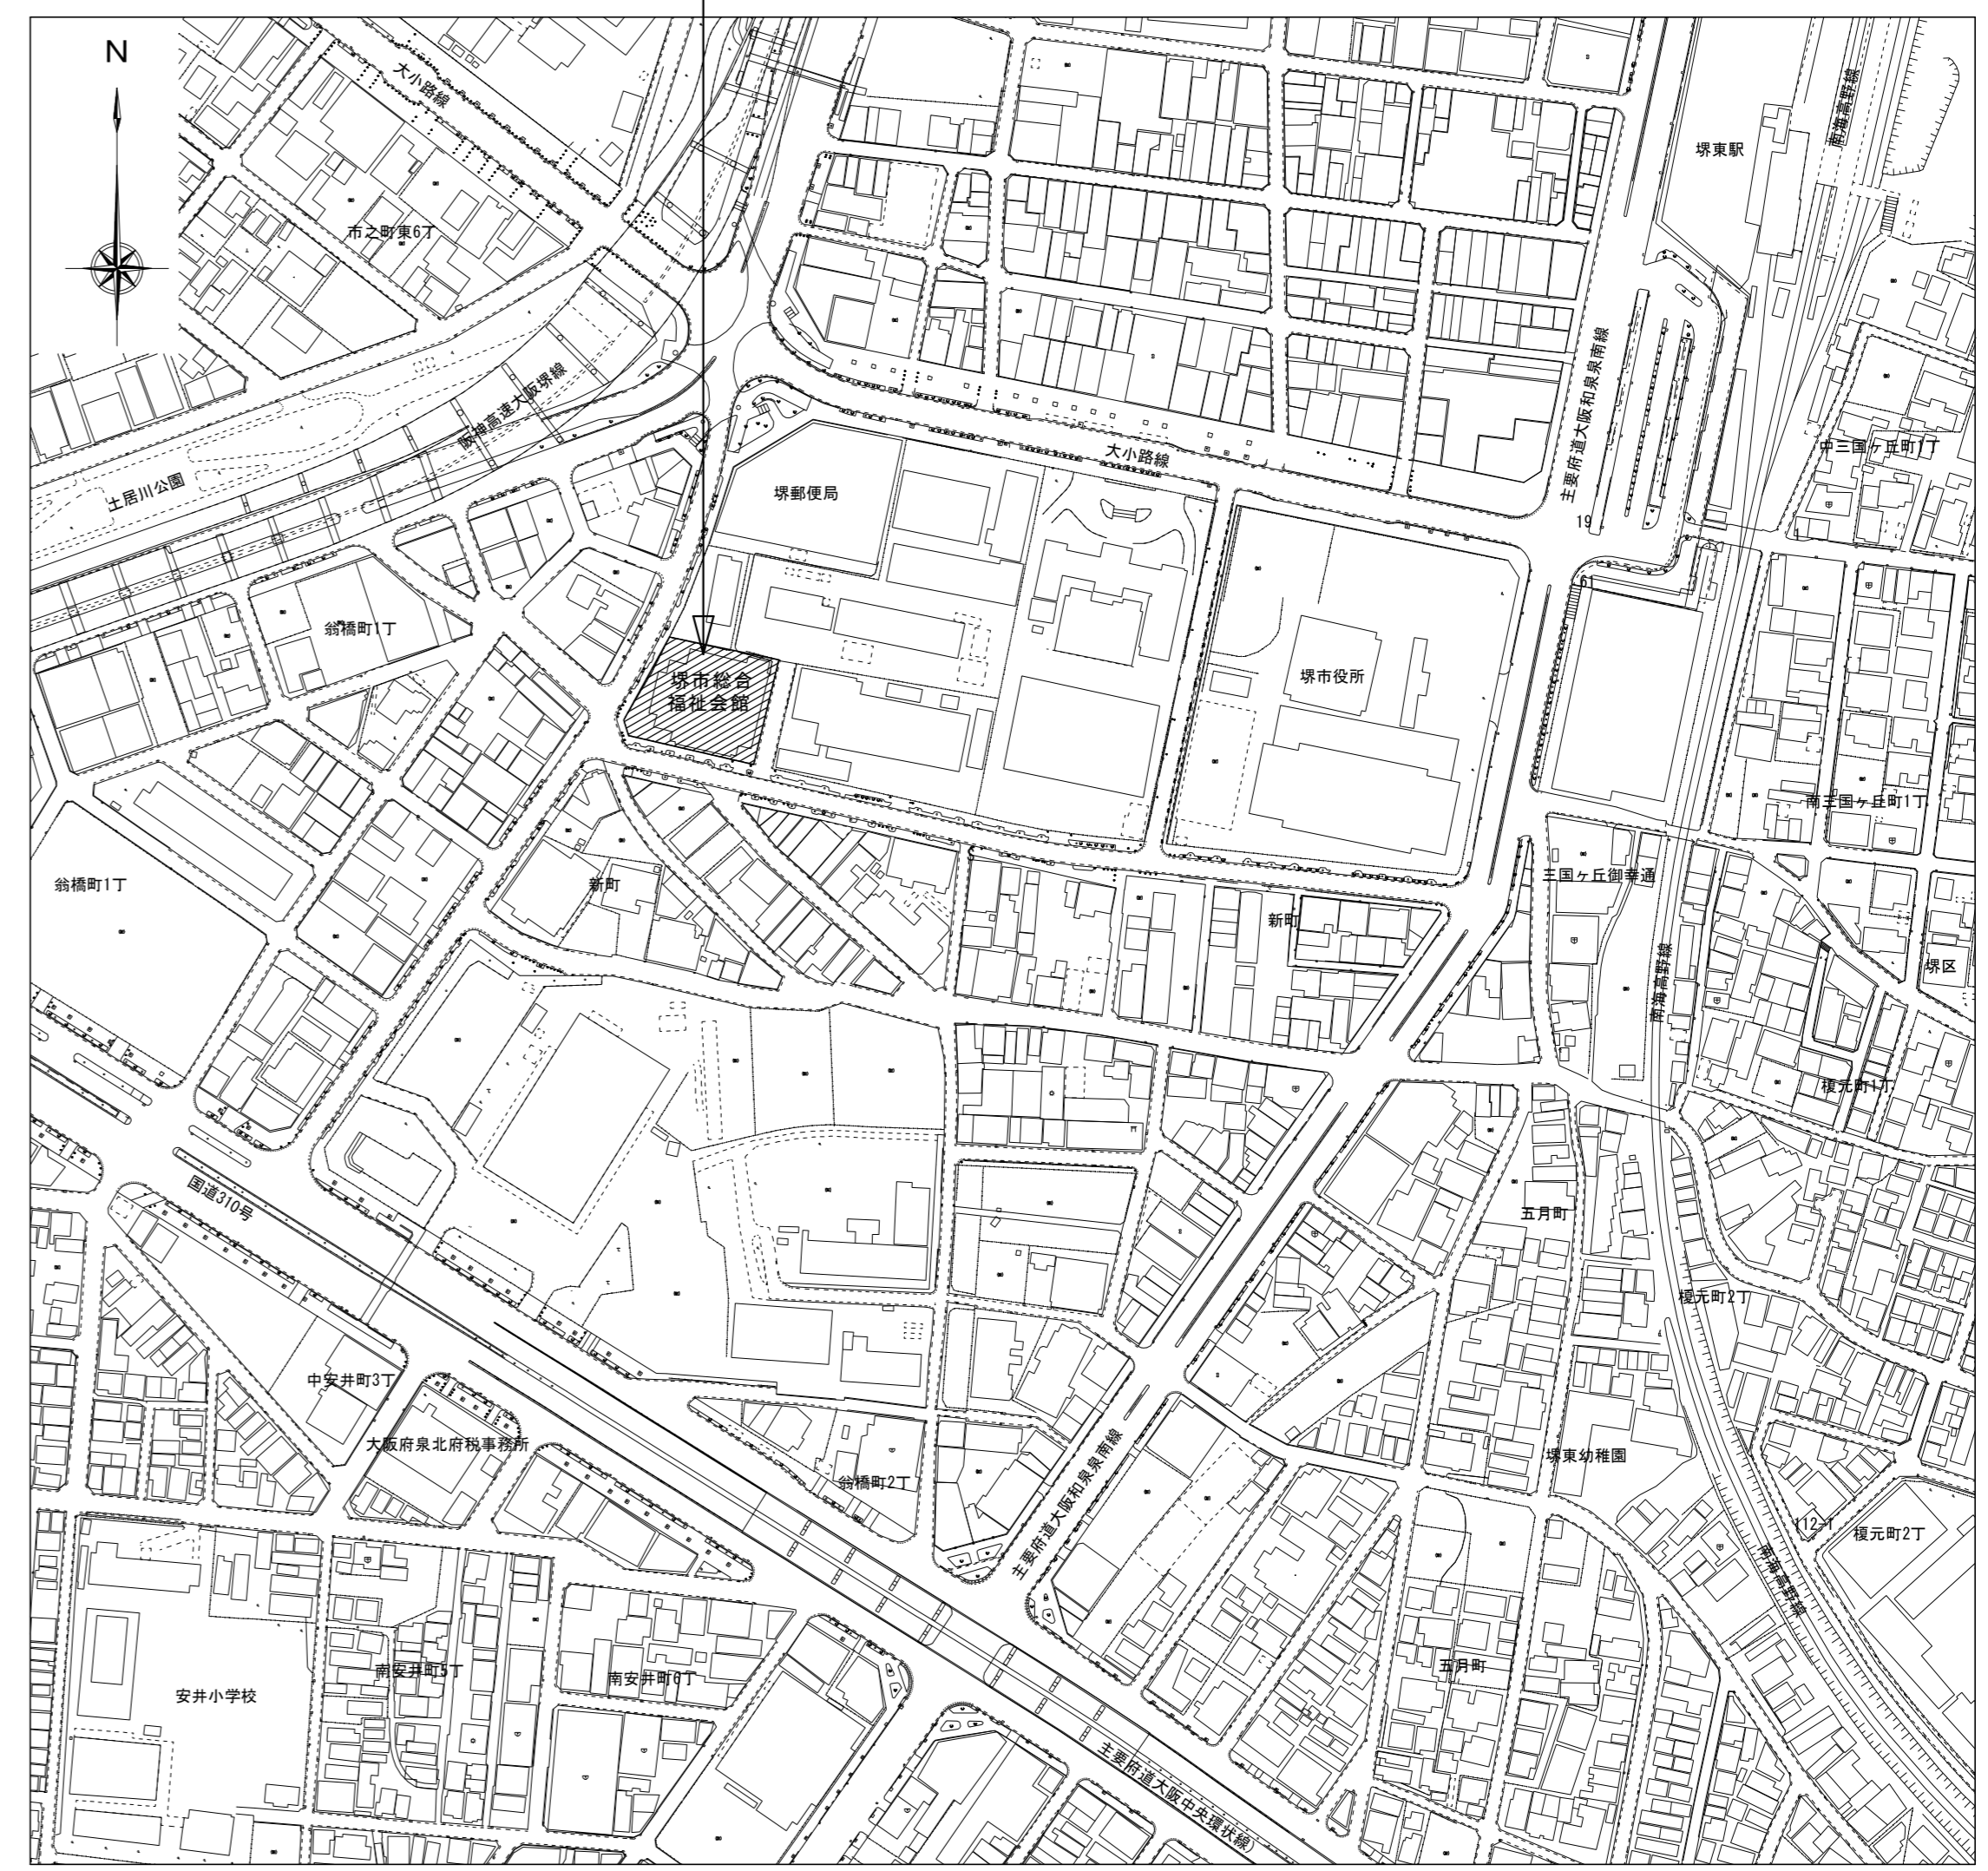 N
大小路線
南海高野線
堺東駅
市之町東6丁
主要府道大阪和泉泉南線
阪神高速大阪堺線
中三国ヶ丘町1丁
大小路線
土居川公園
堺郵便局
19
61
翁橋町1丁
堺市総合
福祉会館
堺市役所
南三国ヶ丘町1丁
翁橋町1丁
新町
三国ヶ丘御幸通
新町
南海高野線
堺区
榎元町1丁
国道310号
五月町
榎元町2丁
中安井町3丁
大阪府泉北府税事務所
翁橋町2丁
主要府道大阪和泉泉南線
堺東幼稚園
112-1
榎元町2丁
南海高野線
南安井町5丁
南安井町6丁
五月町
安井小学校
主要府道大阪中央環状線)